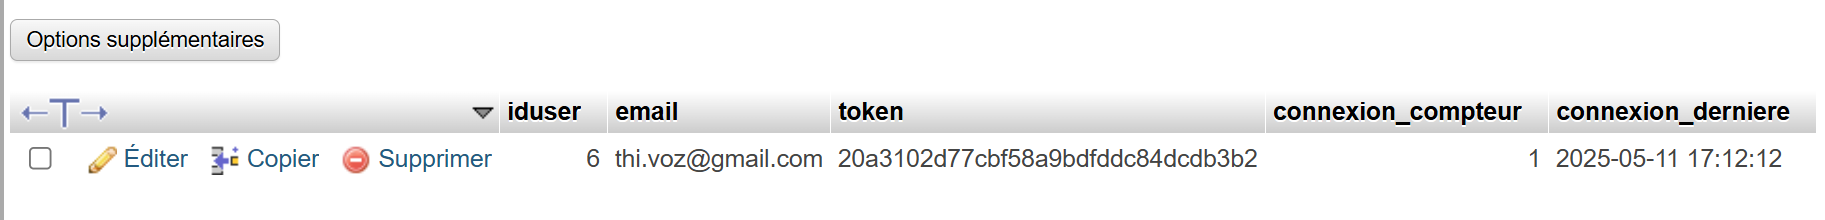 Options supplémentaires
iduser email token connexion_compteur connexion_derniere
Éditer Copier Supprimer 6 thi.voz@gmail.com 20a3102d77cbf58a9bdfddc84dcdb3b2 1 2025-05-11 17:12:12